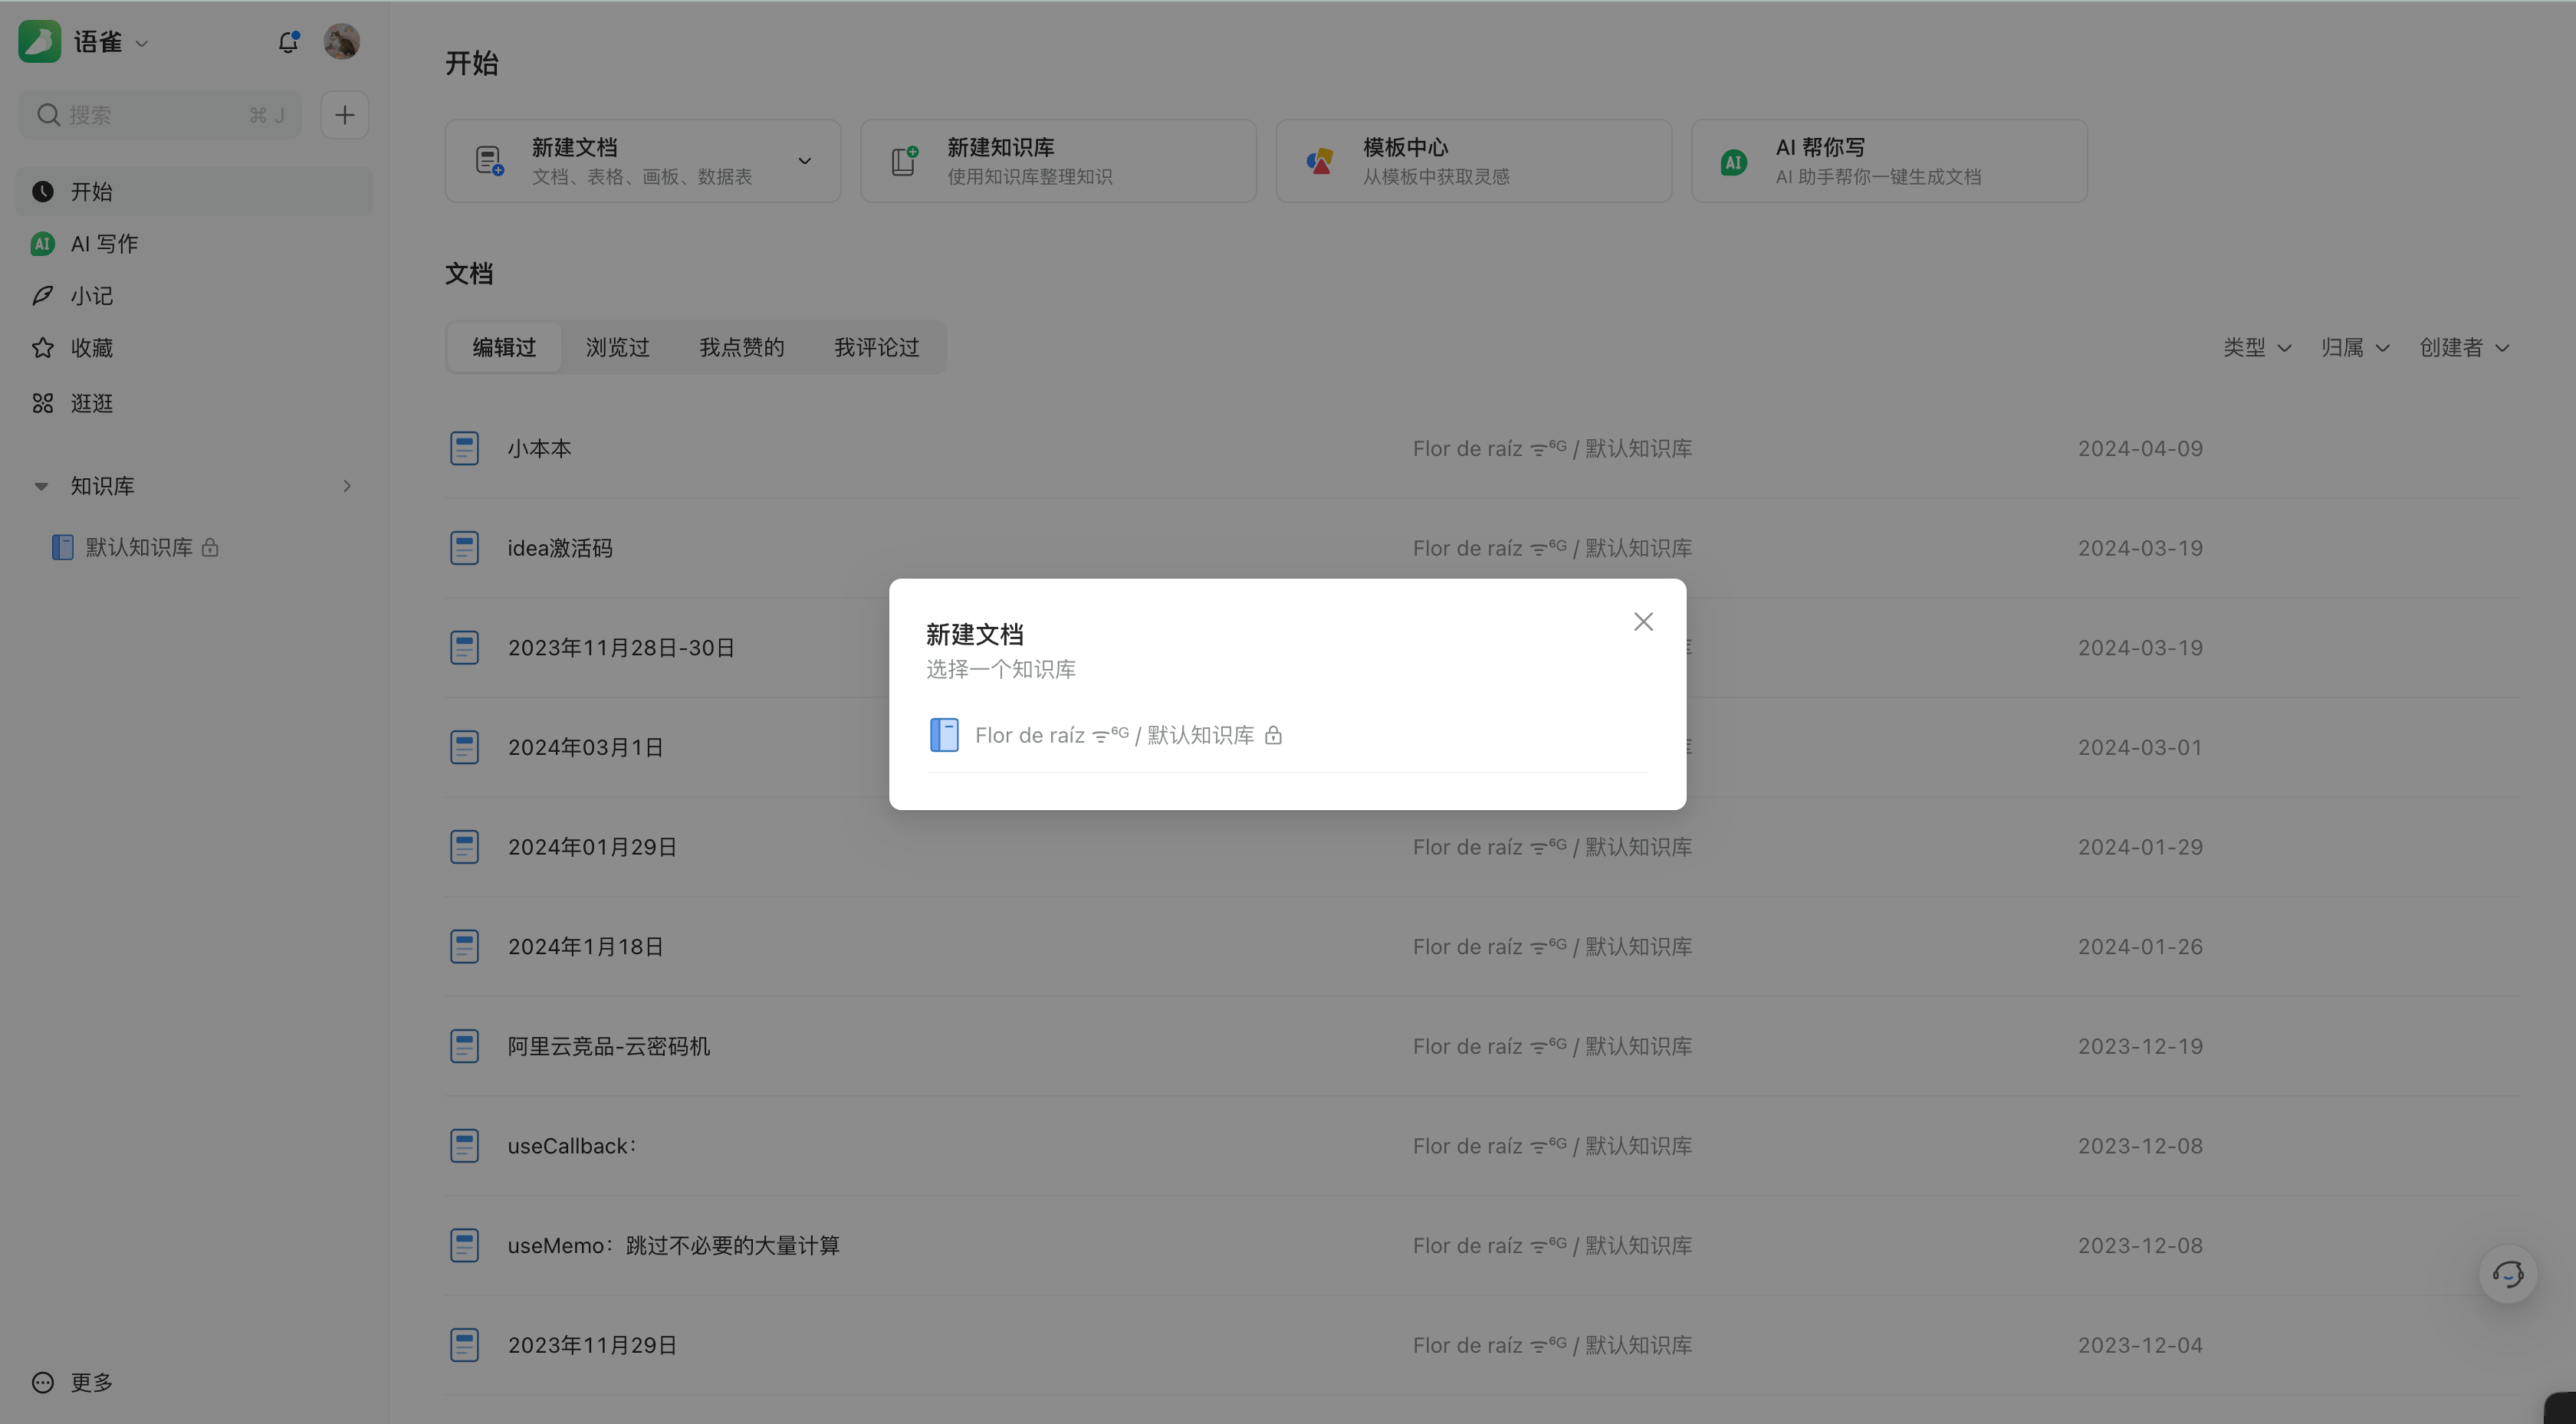 语雀
搜索 ⌘ J
开始
AI 写作
小记
收藏
逛逛
知识库
默认知识库
更多
开始
新建文档
文档、表格、画板、数据表
新建知识库
使用知识库整理知识
模板中心
从模板中获取灵感
AI
AI 帮你写
AI 助手帮你一键生成文档
文档
编辑过 浏览过 我点赞的 我评论过 类型 归属 创建者
小本本 Flor de raíz ᯤ⁶ᴳ / 默认知识库 2024-04-09
idea激活码 Flor de raíz ᯤ⁶ᴳ / 默认知识库 2024-03-19
2023年11月28日-30日 2024-03-19
2024年03月1日 2024-03-01
2024年01月29日 Flor de raíz ᯤ⁶ᴳ / 默认知识库 2024-01-29
2024年1月18日 Flor de raíz ᯤ⁶ᴳ / 默认知识库 2024-01-26
阿里云竞品-云密码机 Flor de raíz ᯤ⁶ᴳ / 默认知识库 2023-12-19
useCallback： Flor de raíz ᯤ⁶ᴳ / 默认知识库 2023-12-08
useMemo：跳过不必要的大量计算 Flor de raíz ᯤ⁶ᴳ / 默认知识库 2023-12-08
2023年11月29日 Flor de raíz ᯤ⁶ᴳ / 默认知识库 2023-12-04
新建文档
选择一个知识库
Flor de raíz ᯤ⁶ᴳ / 默认知识库